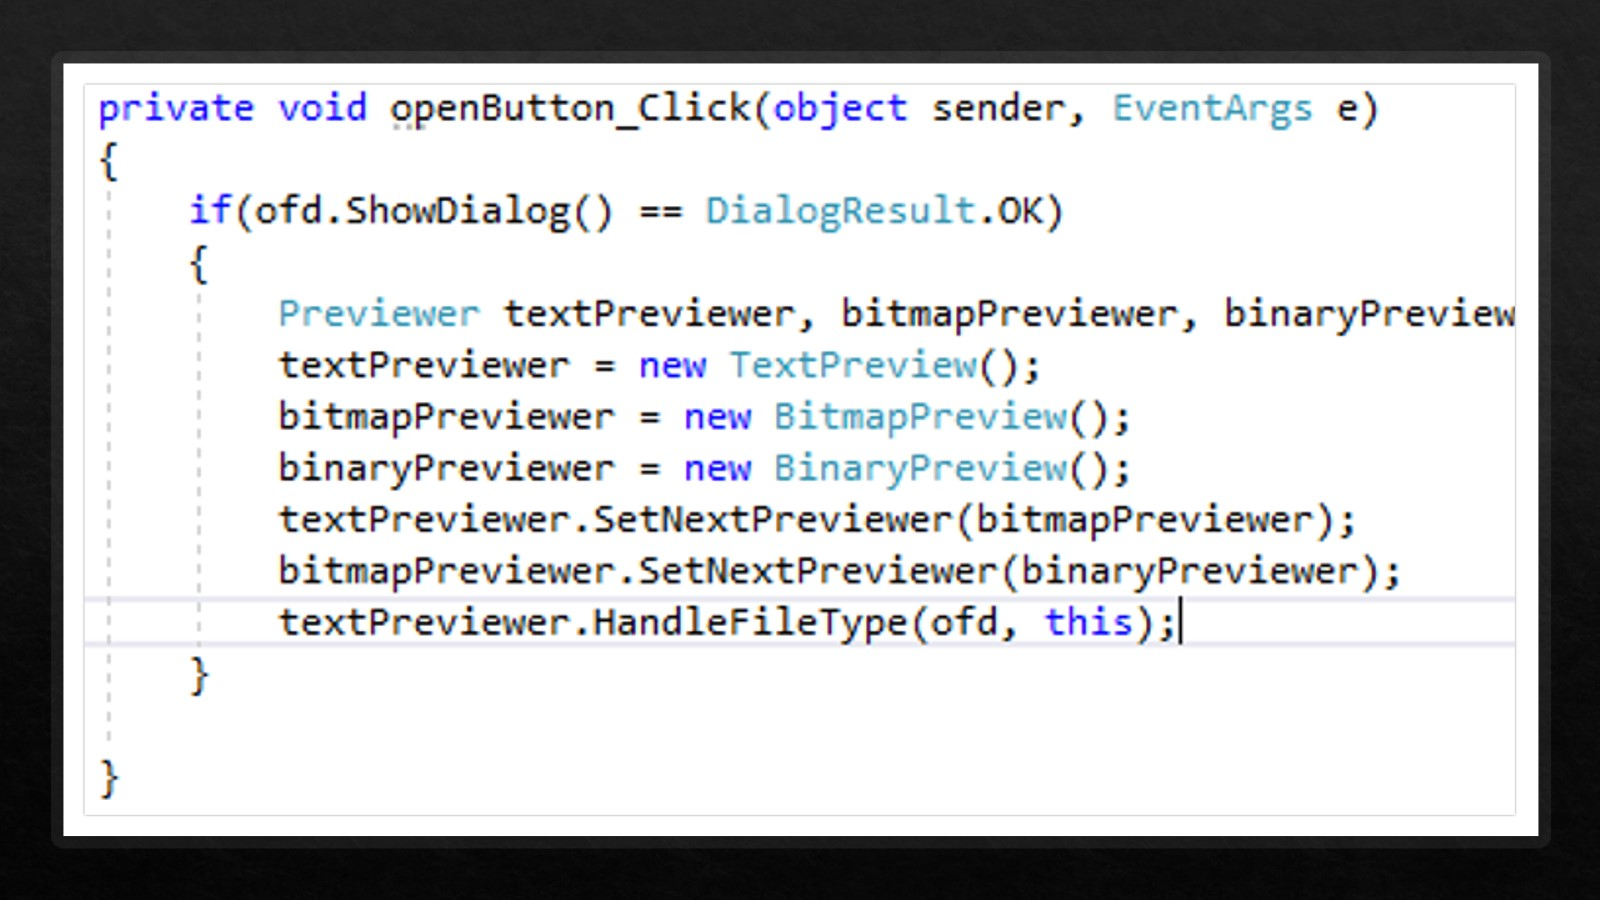 private void openButton_Click(object sender, EventArgs e)
{
if(ofd.ShowDialog() == DialogResult.OK)
{
Previewer textPreviewer, bitmapPreviewer, binaryPreview
textPreviewer = new TextPreview();
bitmapPreviewer = new BitmapPreview();
binaryPreviewer = new BinaryPreview();
textPreviewer.SetNextPreviewer(bitmapPreviewer);
bitmapPreviewer.SetNextPreviewer(binaryPreviewer);
textPreviewer.HandleFileType(ofd, this);
}
}